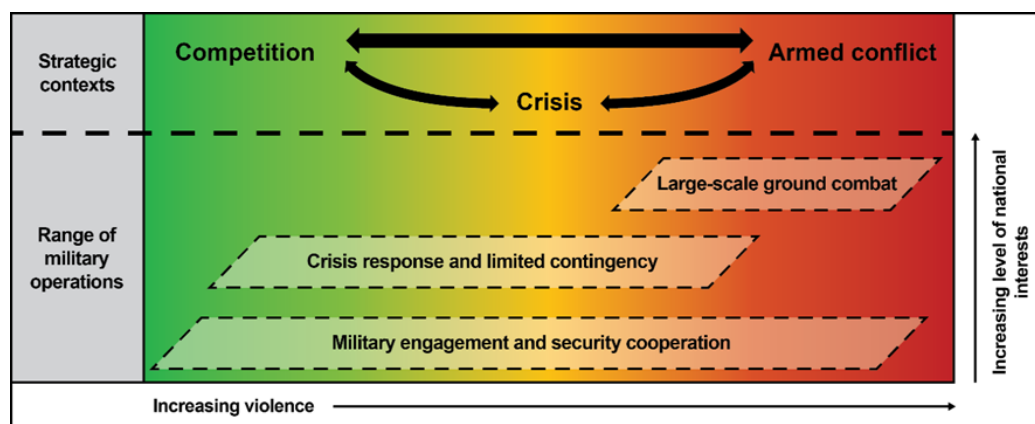 Strategic
contexts
Competition
Armed conflict
Crisis
Range of
military
operations
Large-scale ground combat
Crisis response and limited contingency
Military engagement and security cooperation
Increasing level of national
interests
Increasing violence